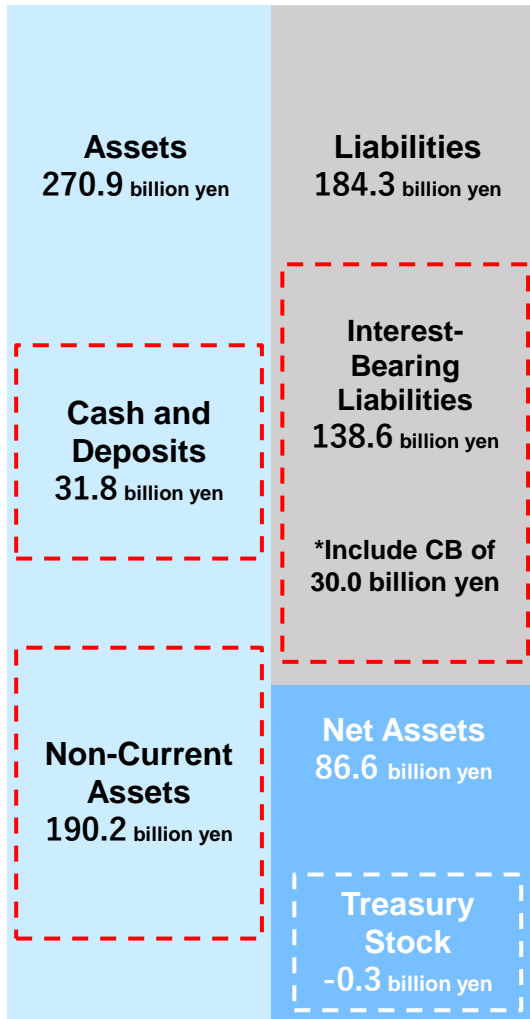 Assets
270.9 billion yen
Cash and
Deposits
31.8 billion yen
Non-Current
Assets
190.2 billion yen
Liabilities
184.3 billion yen
Interest-
Bearing
Liabilities
138.6 billion yen
*Include CB of
30.0 billion yen
Net Assets
86.6 billion yen
Treasury
Stock
-0.3 billion yen